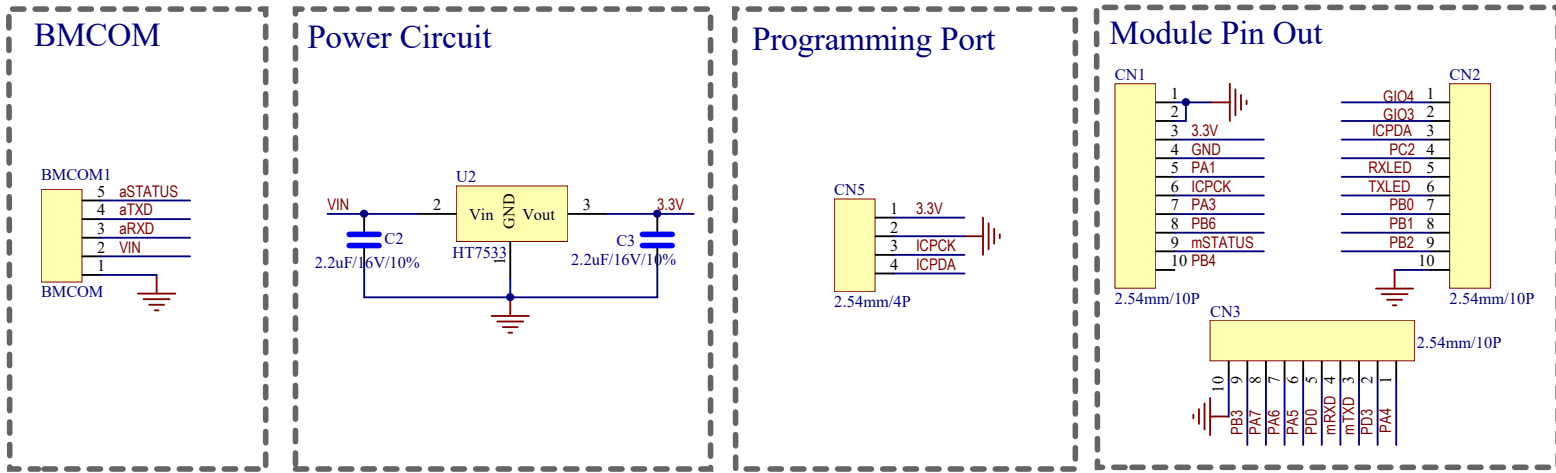 BMCOM
BMCOM1
5 aSTATUS
4 aTXD
3 aRXD
2 VIN
1
BMCOM
Power Circuit
U2
VIN 2 Vin GND Vout 3 3.3V
C2
2.2uF/16V/10%
HT7533
1
C3
2.2uF/16V/10%
Programming Port
CN5
1 3.3V
2
3 ICPCK
4 ICPDA
2.54mm/4P
Module Pin Out
CN1
1
2
3 3.3V
4 GND
5 PA1
6 ICPCK
7 PA3
8 PB6
9 mSTATUS
10 PB4
2.54mm/10P
CN2
GIO4 1
GIO3 2
ICPDA 3
PC2 4
RXLED 5
TXLED 6
PB0 7
PB1 8
PB2 9
10
2.54mm/10P
CN3
2.54mm/10P
10
9 PB3
8 PA7
7 PA6
6 PA5
5 PD0
4 mRXD
3 mTXD
2 PD3
1 PA4